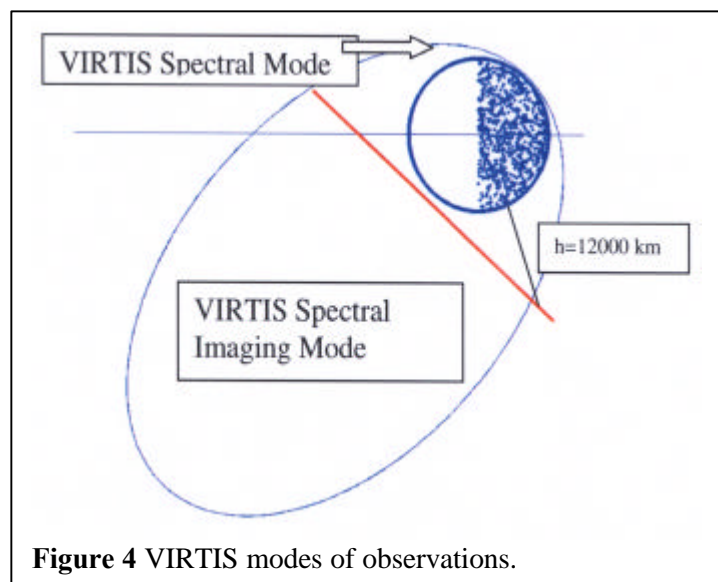 VIRTIS Spectral Mode
h=12000 km
VIRTIS Spectral
Imaging Mode
Figure 4 VIRTIS modes of observations.